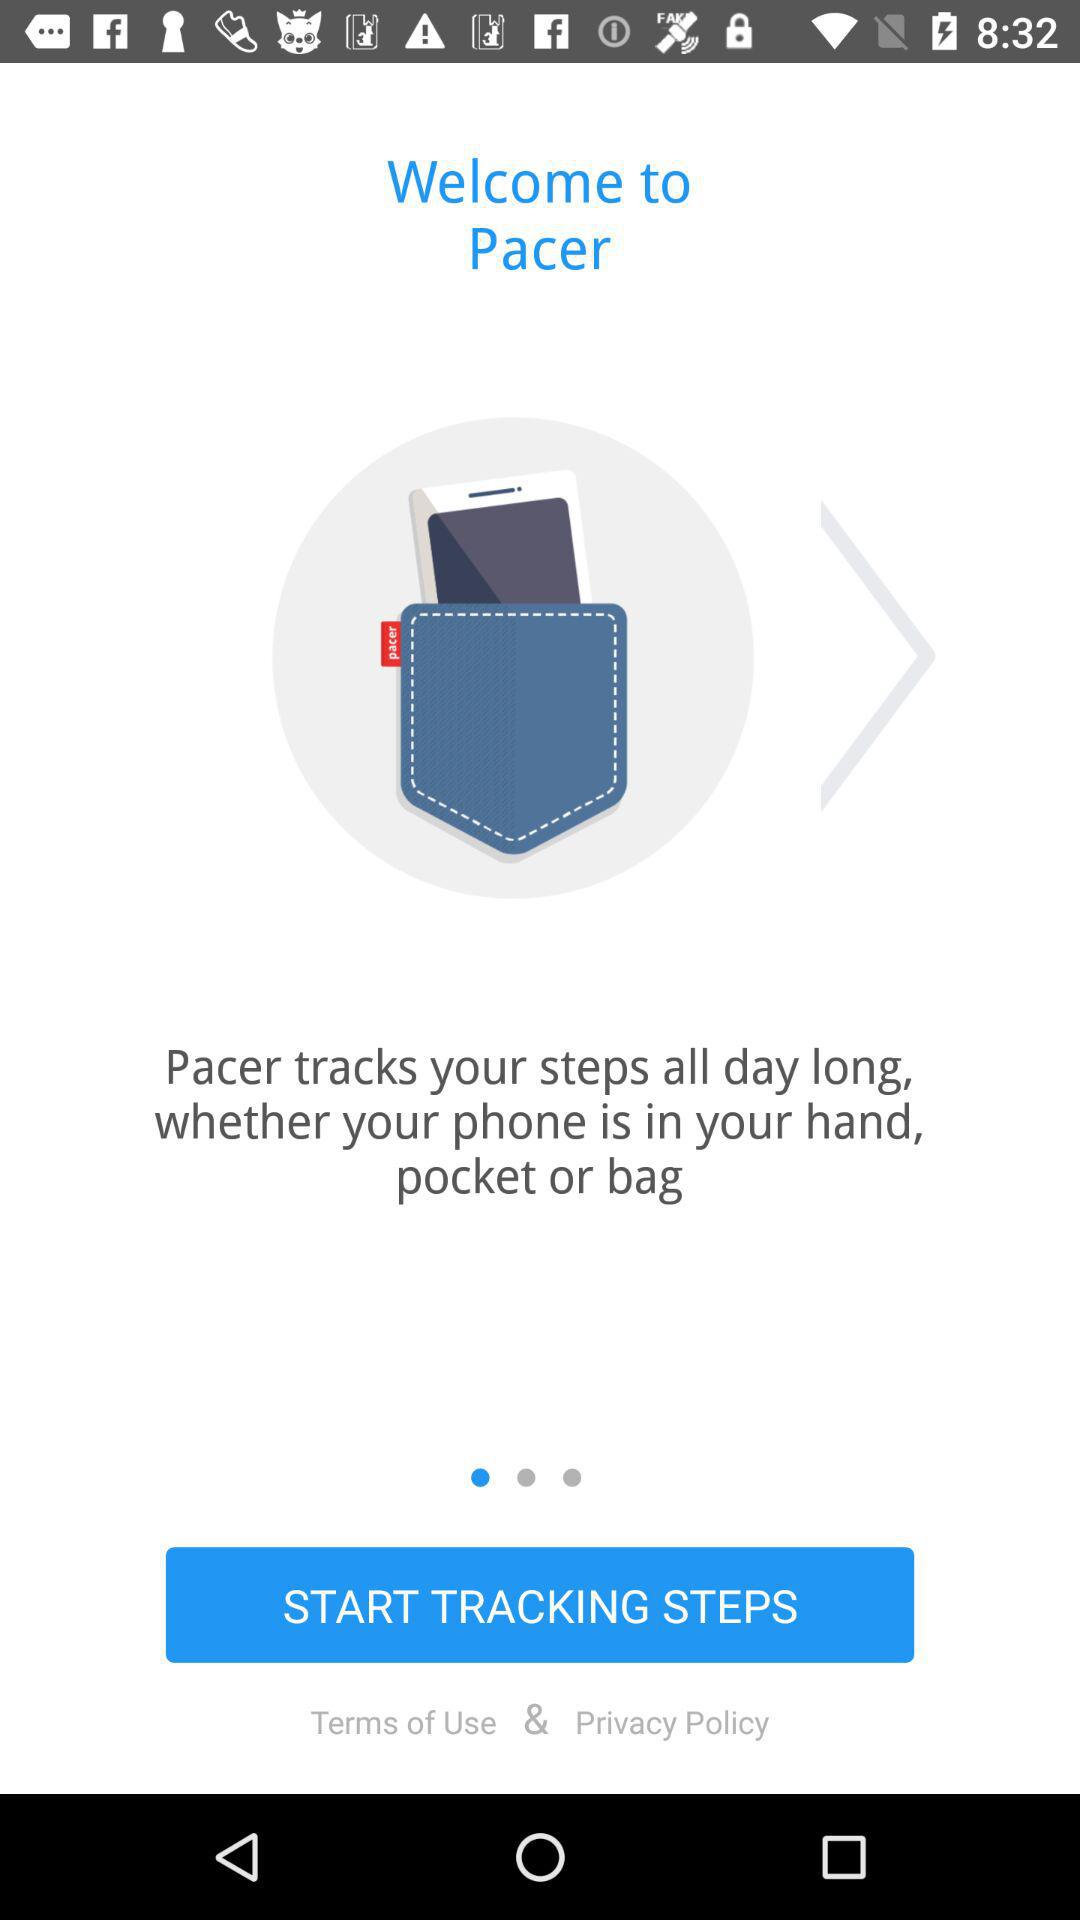 FAKE
8:32
Welcome to
Pacer
pacer
Pacer tracks your steps all day long,
whether your phone is in your hand,
pocket or bag
START TRACKING STEPS
Terms of Use & Privacy Policy